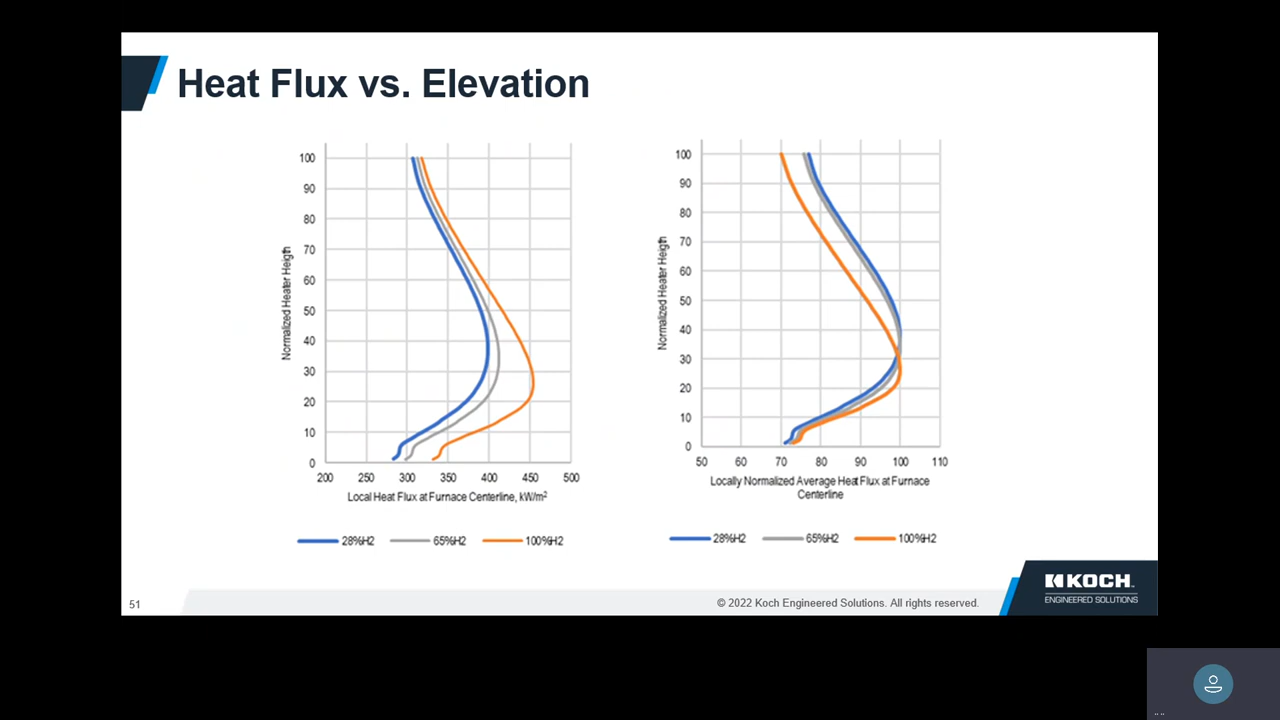 Heat Flux vs. Elevation
100
90
80
70
60
50
40
30
20
10
0
Normalized Heater Heigth
200 250 300 350 400 450 500
Local Heat Flux at Furnace Centerline, kW/m²
28%H2 65%H2 100%H2
100
90
80
70
60
50
40
30
20
10
0
Normalized Heater Heigth
50 60 70 80 90 100 110
Locally Normalized Average Heat Flux at Furnace
Centerline
28%H2 65%H2 100%H2
51
© 2022 Koch Engineered Solutions. All rights reserved.
KOCH
ENGINEERED SOLUTIONS